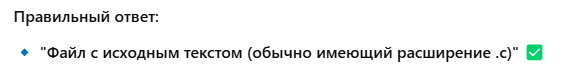 Правильный ответ:
🔹 "Файл с исходным текстом (обычно имеющий расширение .c)" ✅